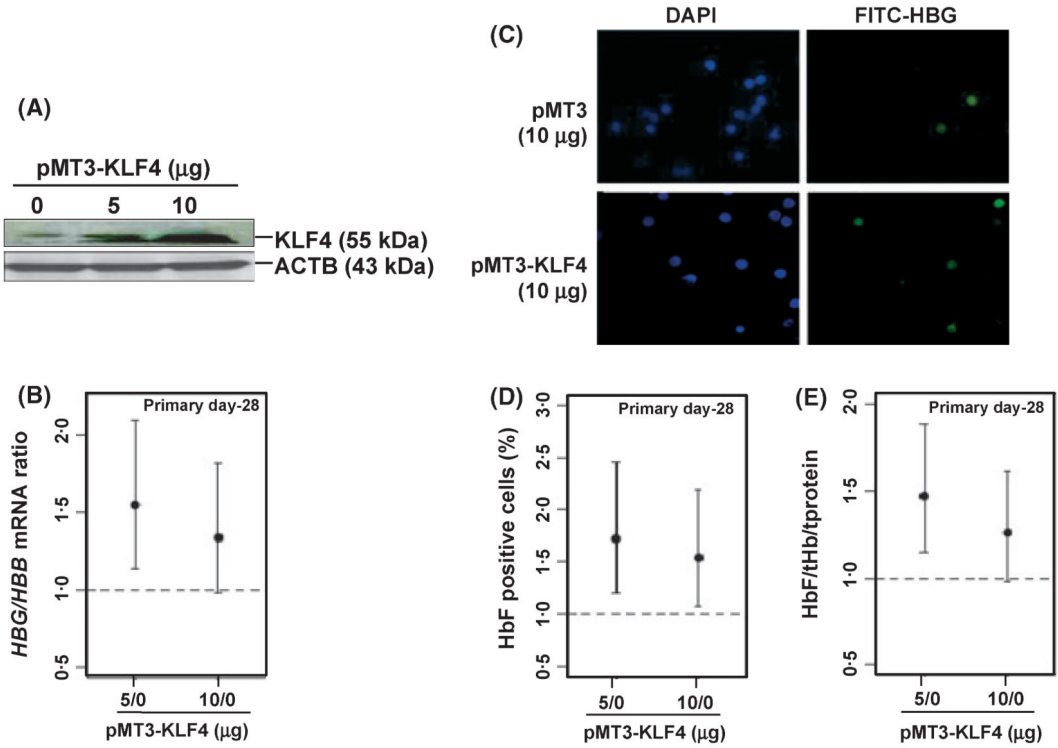 (A)
pMT3-KLF4 (µg)
0 5 10
KLF4 (55 kDa)
ACTB (43 kDa)
(C)
DAPI FITC-HBG
pMT3
(10 µg)
pMT3-KLF4
(10 µg)
(B)
Primary day-28
HBG/HBB mRNA ratio
2·0
1·5
1·0
0·5
5/0 10/0
pMT3-KLF4 (µg)
(D)
Primary day-28
HbF positive cells (%)
3·0
2·5
2·0
1·5
1·0
0·5
5/0 10/0
pMT3-KLF4 (µg)
(E)
Primary day-28
HbF/tHb/tprotein
2·0
1·5
1·0
0·5
5/0 10/0
pMT3-KLF4 (µg)